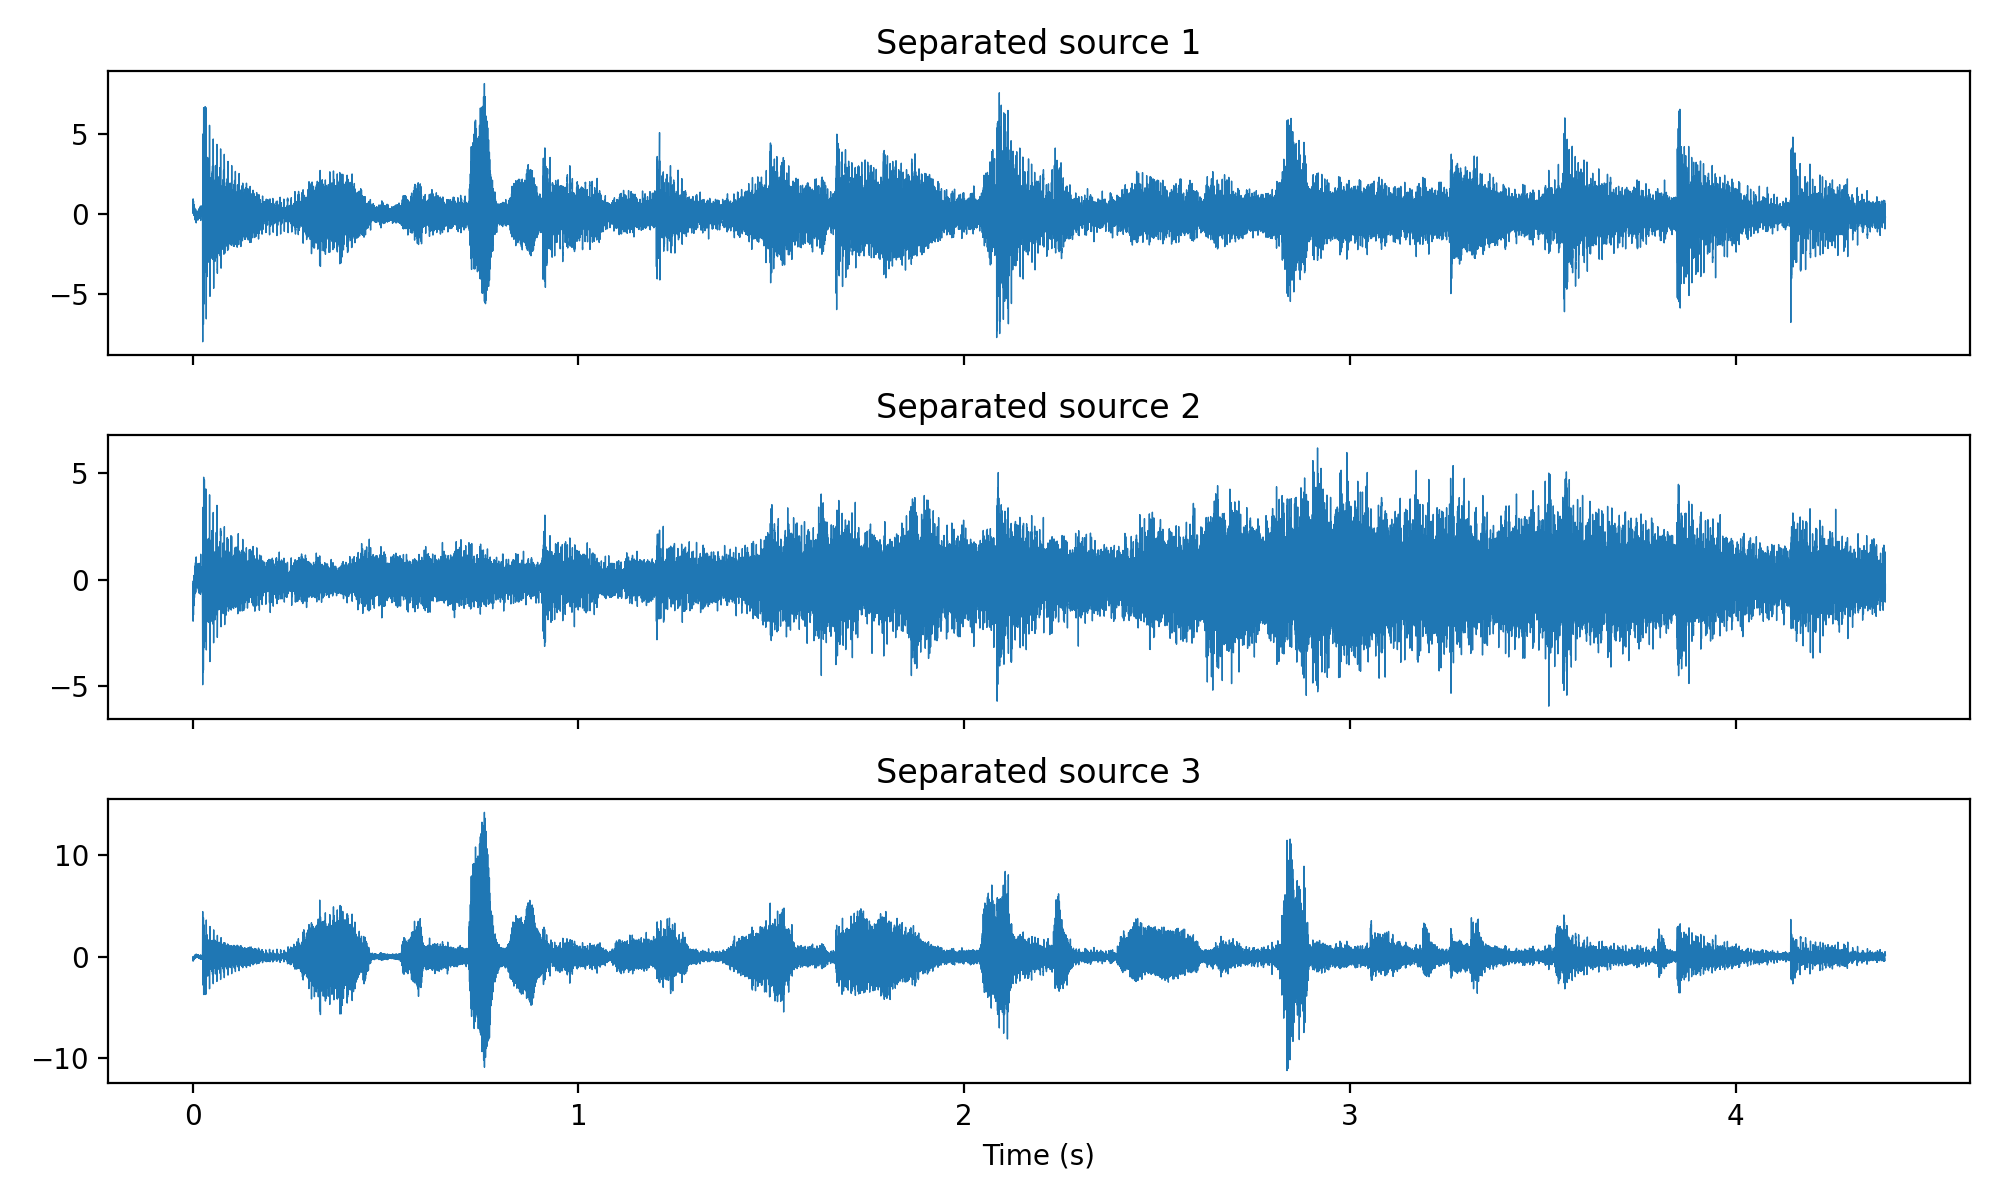 Separated source 1
5
0
−5
Separated source 2
5
0
−5
Separated source 3
10
0
−10
0 1 2 3 4
Time (s)